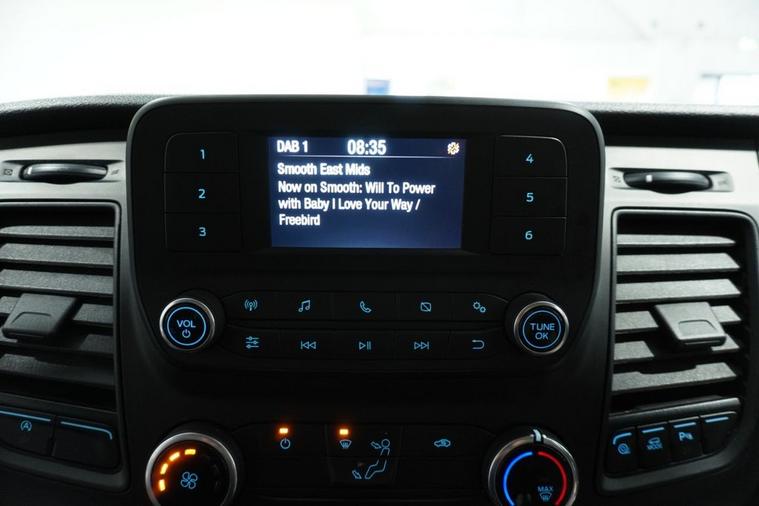 DAB 1 08:35
Smooth East Mids
Now on Smooth: Will To Power
with Baby I Love Your Way /
Freebird
1
2
3
4
5
6
VOL
TUNE
OK
A
MODE
P
MAX